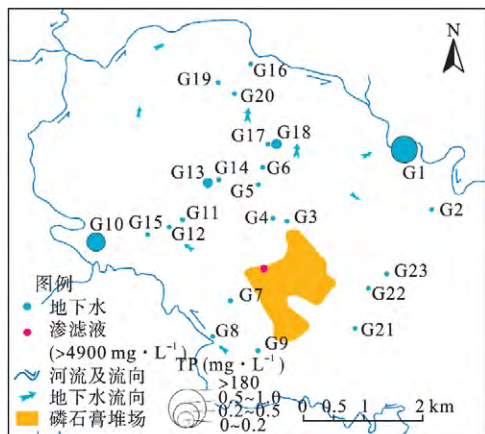 N
G16
G19
G20
G17
G18
G1
G13
G14
G6
G5
G2
G10
G15
G11
G12
G4
G3
G23
G22
G7
G8
G9
G21
图例
地下水
渗滤液
(>4900 mg·L⁻¹)
河流及流向
地下水流向
磷石膏堆场
TP(mg·L⁻¹)
>180
0.5~1.0
0.2~0.5
0~0.2
0 0.5 1 2 km